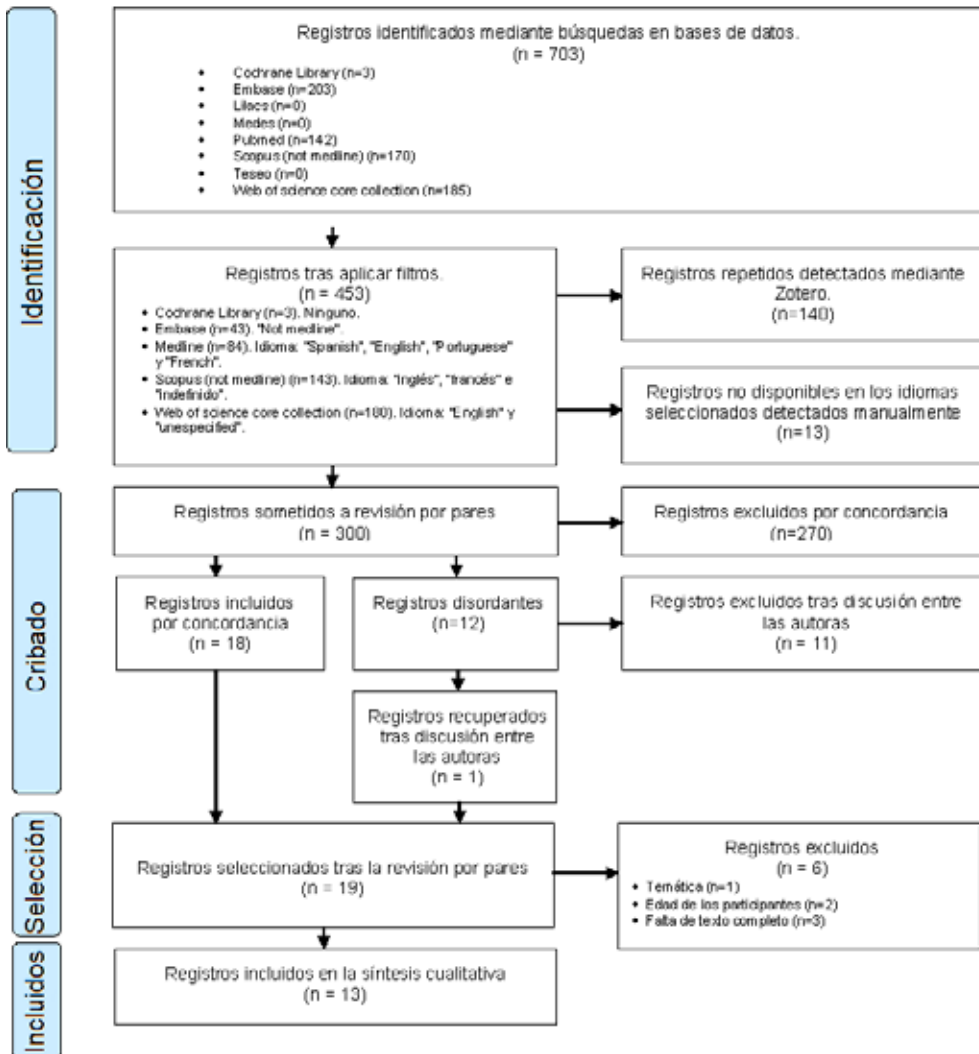 Identificación
Registros identificados mediante búsquedas en bases de datos.
(n = 703)
• Cochrane Library (n=3)
• Embase (n=203)
• Lilacs (n=0)
• Medes (n=0)
• Pubmed (n=142)
• Scopus (not medline) (n=170)
• Teseo (n=0)
• Web of science core collection (n=185)
Registros tras aplicar filtros.
(n = 453)
• Cochrane Library (n=3). Ninguno.
• Embase (n=43). "Not medline".
• Medline (n=84). Idioma: "Spanish", "English", "Portuguese"
y "French".
• Scopus (not medline) (n=143). Idioma: "Inglés", "francés" e
"Indefinido".
• Web of science core collection (n=180). Idioma: "English" y
"unespecified".
Registros repetidos detectados mediante
Zotero.
(n=140)
Registros no disponibles en los idiomas
seleccionados detectados manualmente
(n=13)
Cribado
Registros sometidos a revisión por pares
(n = 300)
Registros excluidos por concordancia
(n=270)
Registros incluidos
por concordancia
(n = 18)
Registros disordantes
(n=12)
Registros excluidos tras discusión entre
las autoras
(n = 11)
Registros recuperados
tras discusión entre
las autoras
(n = 1)
Selección
Registros seleccionados tras la revisión por pares
(n = 19)
Registros excluidos
(n = 6)
• Temática (n=1)
• Edad de los participantes (n=2)
• Falta de texto completo (n=3)
Incluidos
Registros incluidos en la síntesis cualitativa
(n = 13)